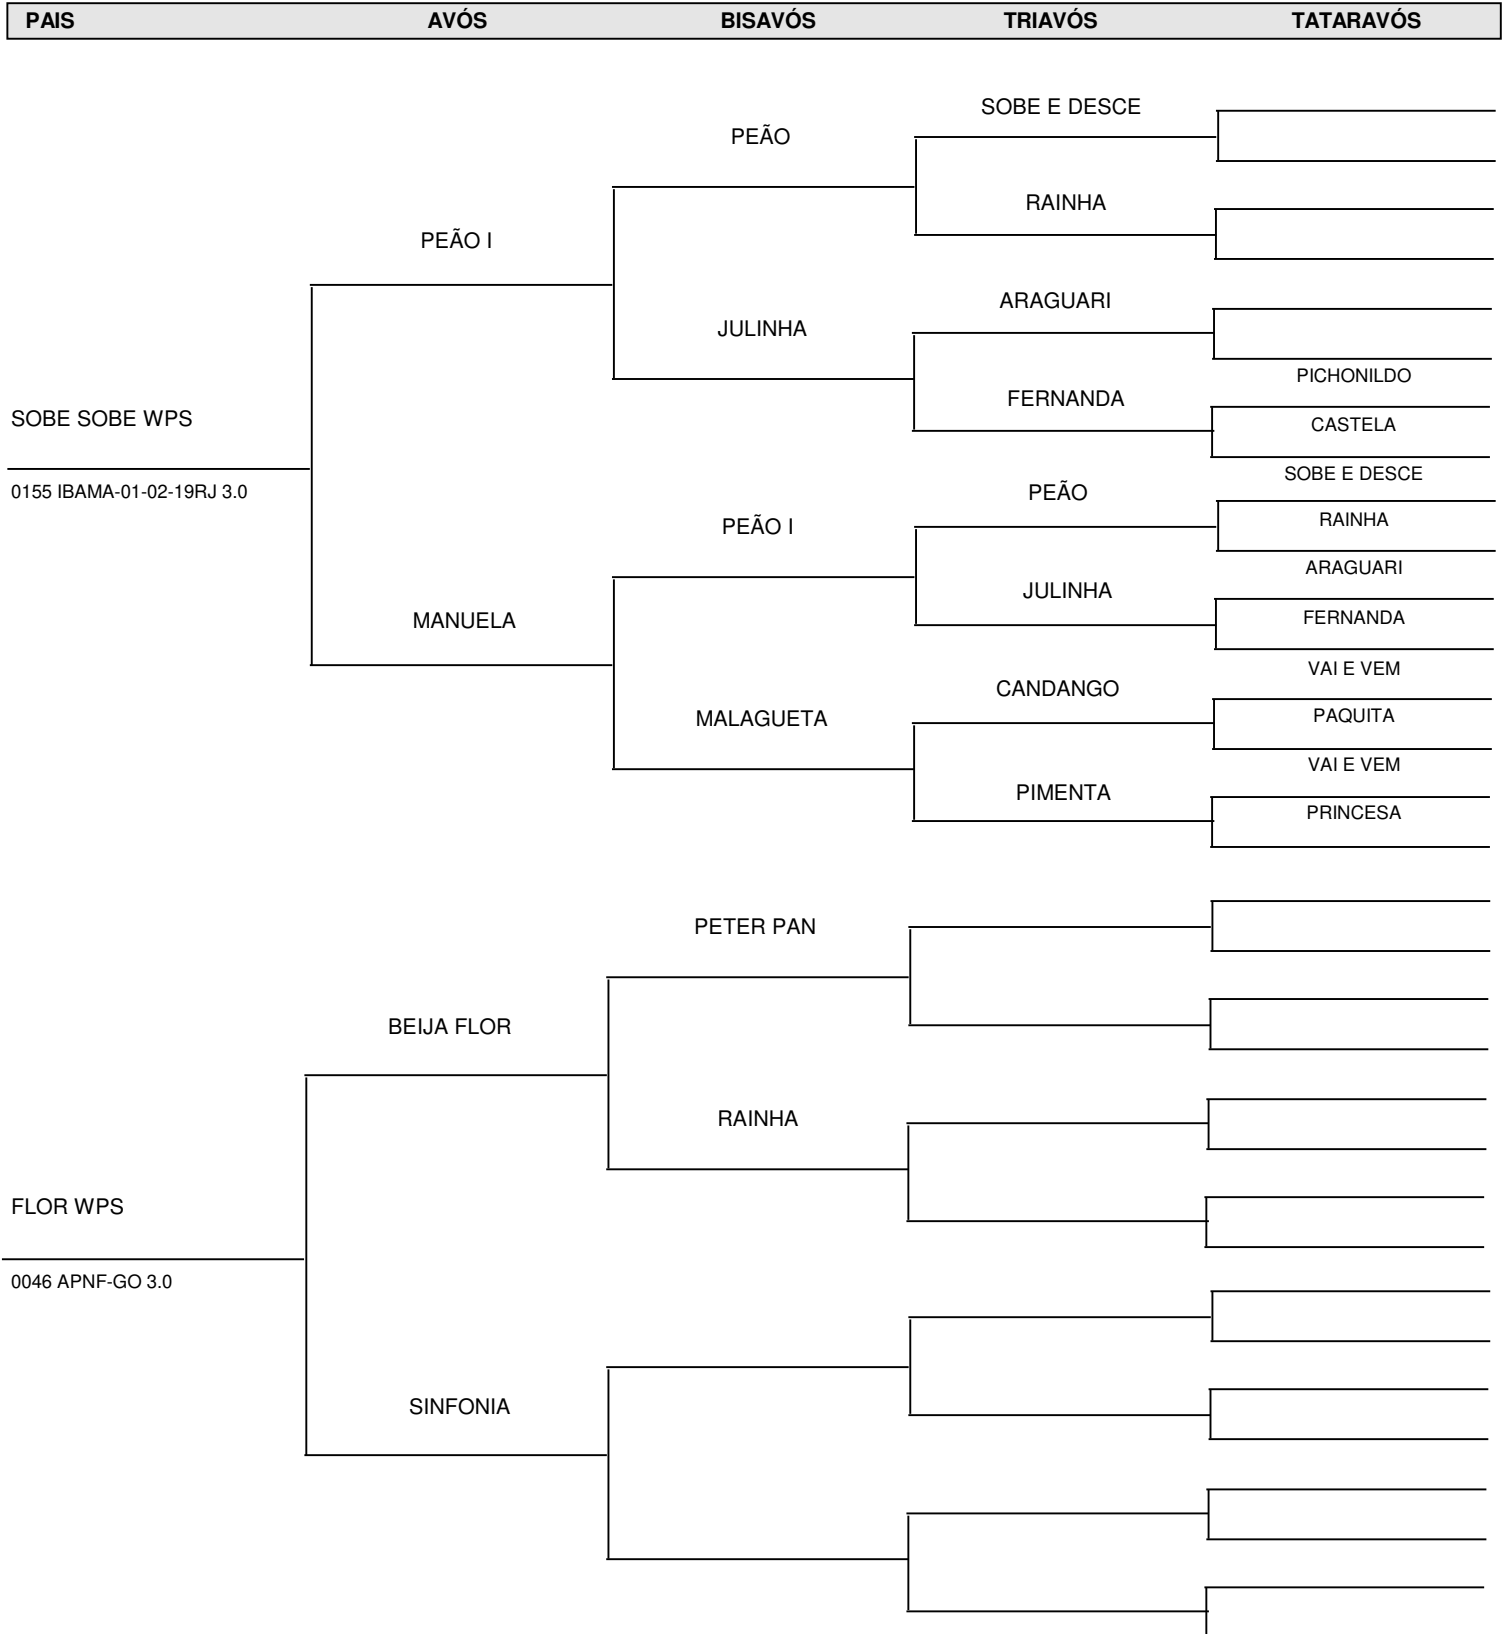 PAIS AVÓS BISAVÓS TRIAVÓS TATARAVÓS
SOBE E DESCE
PEÃO
RAINHA
PEÃO I
ARAGUARI
JULINHA
PICHONILDO
FERNANDA
SOBE SOBE WPS
CASTELA
SOBE E DESCE
0155 IBAMA-01-02-19RJ 3.0
PEÃO
RAINHA
PEÃO I
ARAGUARI
JULINHA
FERNANDA
MANUELA
VAI E VEM
CANDANGO
PAQUITA
MALAGUETA
VAI E VEM
PIMENTA
PRINCESA
PETER PAN
BEIJA FLOR
RAINHA
FLOR WPS
0046 APNF-GO 3.0
SINFONIA